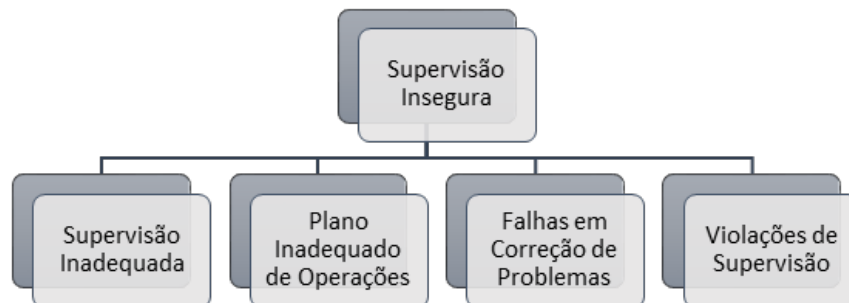 Supervisão
Insegura
Supervisão
Inadequada
Plano
Inadequado
de Operações
Falhas em
Correção de
Problemas
Violações de
Supervisão